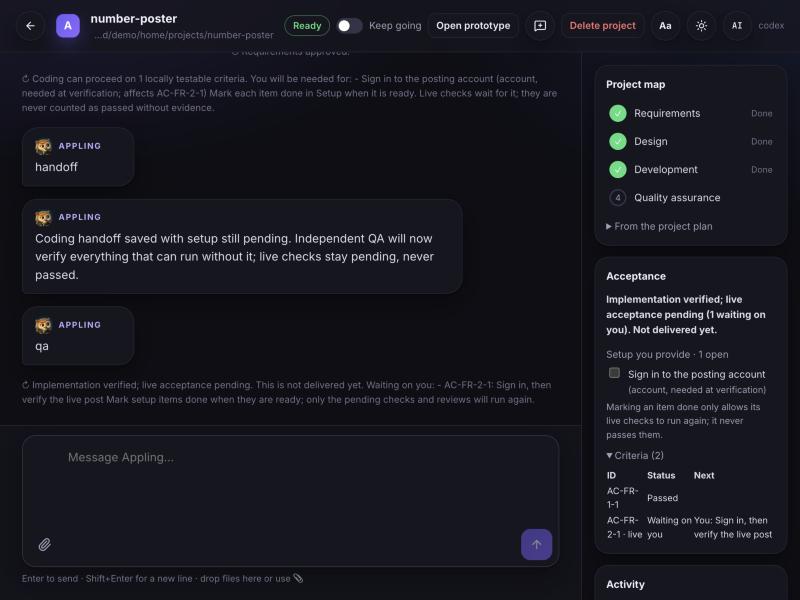 A
number-poster
...d/demo/home/projects/number-poster
Ready
Keep going
Open prototype
Delete project
Aa
AI
codex
Requirements approved.
↻ Coding can proceed on 1 locally testable criteria. You will be needed for: - Sign in to the posting account (account,
needed at verification; affects AC-FR-2-1) Mark each item done in Setup when it is ready. Live checks wait for it; they are
never counted as passed without evidence.
APPLING
handoff
APPLING
Coding handoff saved with setup still pending. Independent QA will now
verify everything that can run without it; live checks stay pending, never
passed.
APPLING
qa
↻ Implementation verified; live acceptance pending. This is not delivered yet. Waiting on you: - AC-FR-2-1: Sign in, then
verify the live post Mark setup items done when they are ready; only the pending checks and reviews will run again.
Message Appling...
Enter to send · Shift+Enter for a new line · drop files here or use 📎
Project map
Requirements Done
Design Done
Development Done
4 Quality assurance
▶ From the project plan
Acceptance
Implementation verified; live
acceptance pending (1 waiting on
you). Not delivered yet.
Setup you provide · 1 open
Sign in to the posting account
(account, needed at verification)
Marking an item done only allows its
live checks to run again; it never
passes them.
▼ Criteria (2)
ID Status Next
AC-FR-
1-1 Passed
AC-FR- Waiting on You: Sign in, then
2-1 · live you verify the live post
Activity